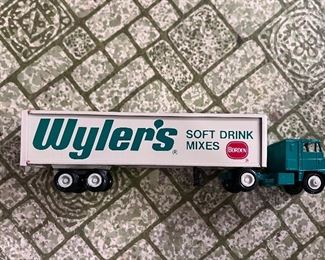 Wyler's®
SOFT DRINK
MIXES
BORDEN